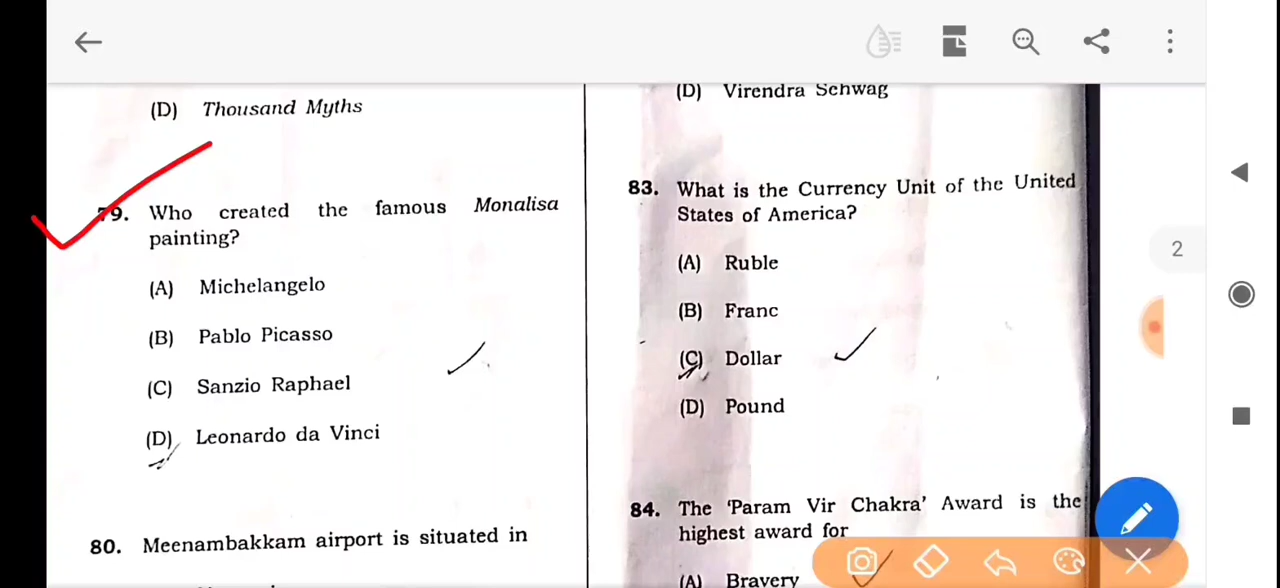 (D) Thousand Myths
79. Who created the famous Monalisa
painting?
(A) Michelangelo
(B) Pablo Picasso
(C) Sanzio Raphael
(D) Leonardo da Vinci
80. Meenambakkam airport is situated in
(D) Virendra Sehwag
83. What is the Currency Unit of the United
States of America?
(A) Ruble
(B) Franc
(C) Dollar
(D) Pound
84. The 'Param Vir Chakra' Award is the
highest award for
(A) Bravery
2